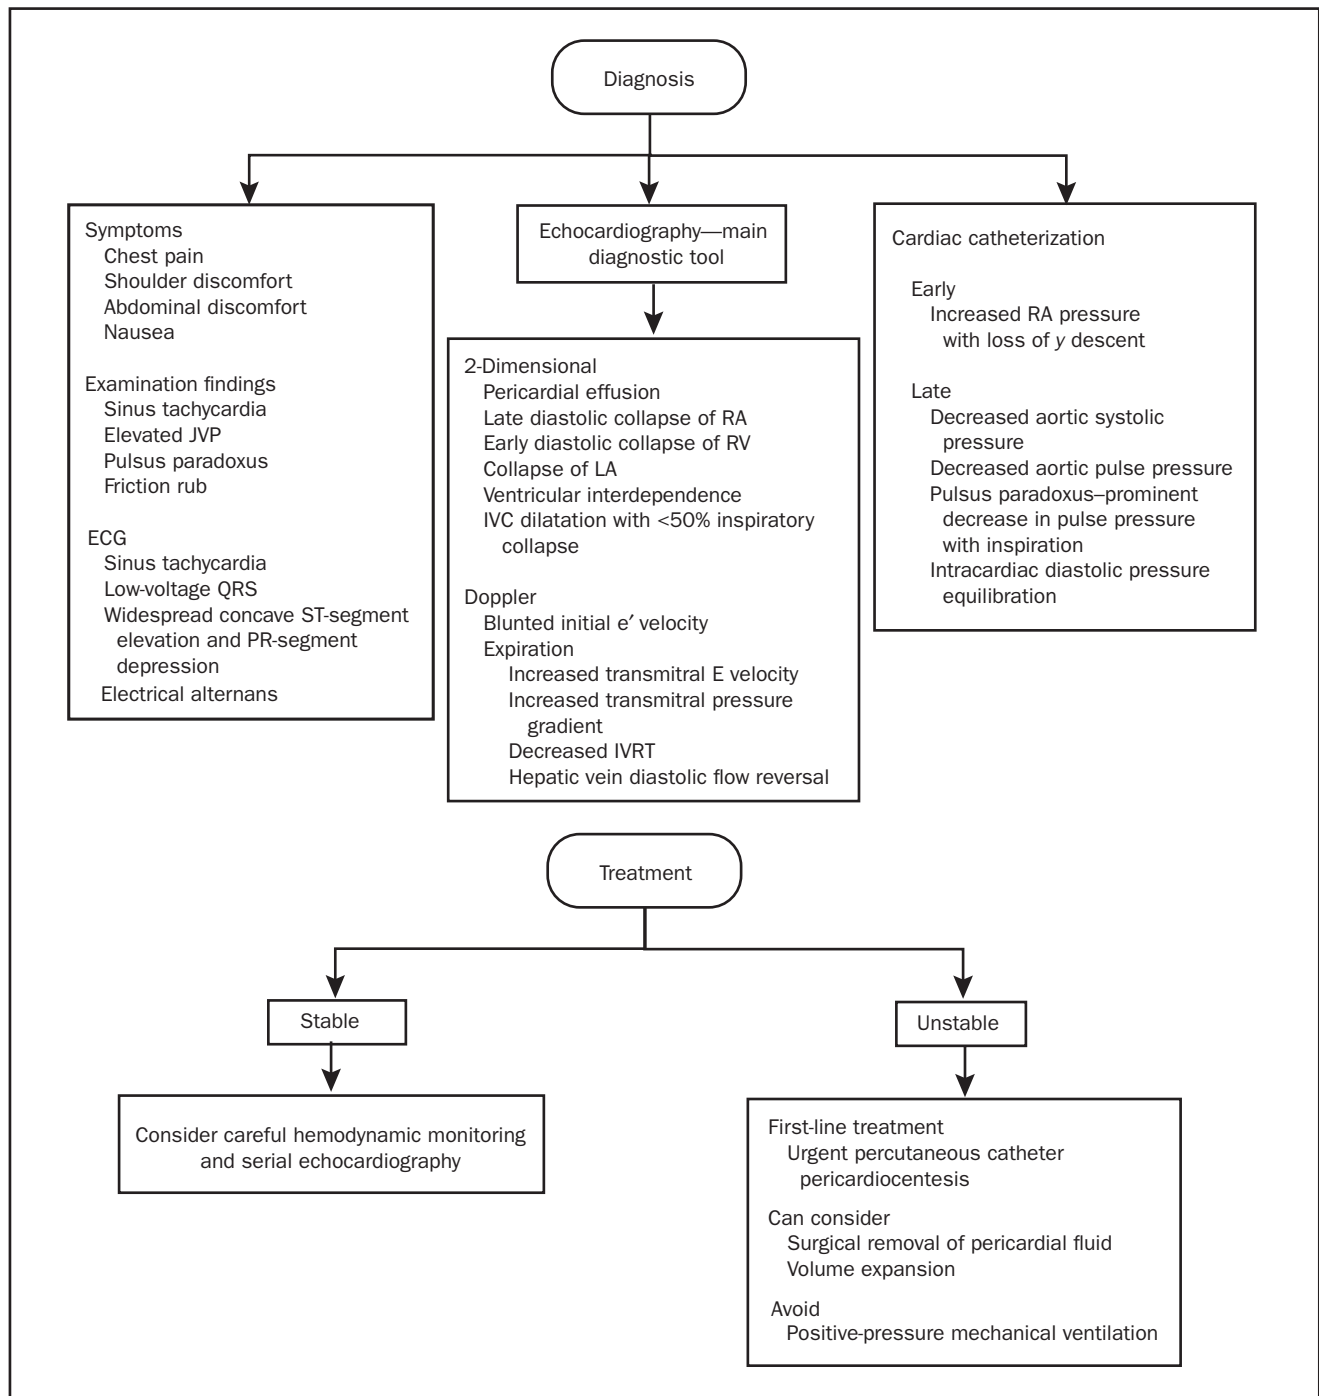 Diagnosis
Symptoms
Chest pain
Shoulder discomfort
Abdominal discomfort
Nausea
Examination findings
Sinus tachycardia
Elevated JVP
Pulsus paradoxus
Friction rub
ECG
Sinus tachycardia
Low-voltage QRS
Widespread concave ST-segment
elevation and PR-segment
depression
Electrical alternans
Echocardiography—main
diagnostic tool
2-Dimensional
Pericardial effusion
Late diastolic collapse of RA
Early diastolic collapse of RV
Collapse of LA
Ventricular interdependence
IVC dilatation with <50% inspiratory
collapse
Doppler
Blunted initial e′ velocity
Expiration
Increased transmitral E velocity
Increased transmitral pressure
gradient
Decreased IVRT
Hepatic vein diastolic flow reversal
Cardiac catheterization
Early
Increased RA pressure
with loss of y descent
Late
Decreased aortic systolic
pressure
Decreased aortic pulse pressure
Pulsus paradoxus–prominent
decrease in pulse pressure
with inspiration
Intracardiac diastolic pressure
equilibration
Treatment
Stable
Consider careful hemodynamic monitoring
and serial echocardiography
Unstable
First-line treatment
Urgent percutaneous catheter
pericardiocentesis
Can consider
Surgical removal of pericardial fluid
Volume expansion
Avoid
Positive-pressure mechanical ventilation